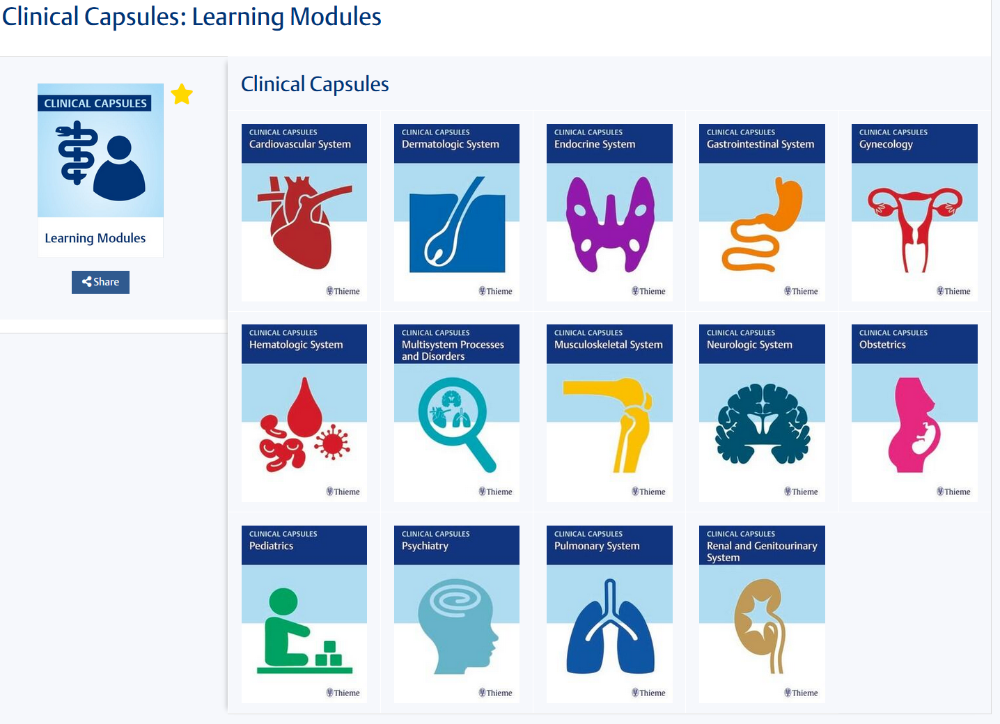 Clinical Capsules: Learning Modules
CLINICAL CAPSULES
Learning Modules
Share
Clinical Capsules
CLINICAL CAPSULES
Cardiovascular System
Thieme
CLINICAL CAPSULES
Dermatologic System
Thieme
CLINICAL CAPSULES
Endocrine System
Thieme
CLINICAL CAPSULES
Gastrointestinal System
Thieme
CLINICAL CAPSULES
Gynecology
Thieme
CLINICAL CAPSULES
Hematologic System
Thieme
CLINICAL CAPSULES
Multisystem Processes
and Disorders
Thieme
CLINICAL CAPSULES
Musculoskeletal System
Thieme
CLINICAL CAPSULES
Neurologic System
Thieme
CLINICAL CAPSULES
Obstetrics
Thieme
CLINICAL CAPSULES
Pediatrics
Thieme
CLINICAL CAPSULES
Psychiatry
Thieme
CLINICAL CAPSULES
Pulmonary System
Thieme
CLINICAL CAPSULES
Renal and Genitourinary
System
Thieme